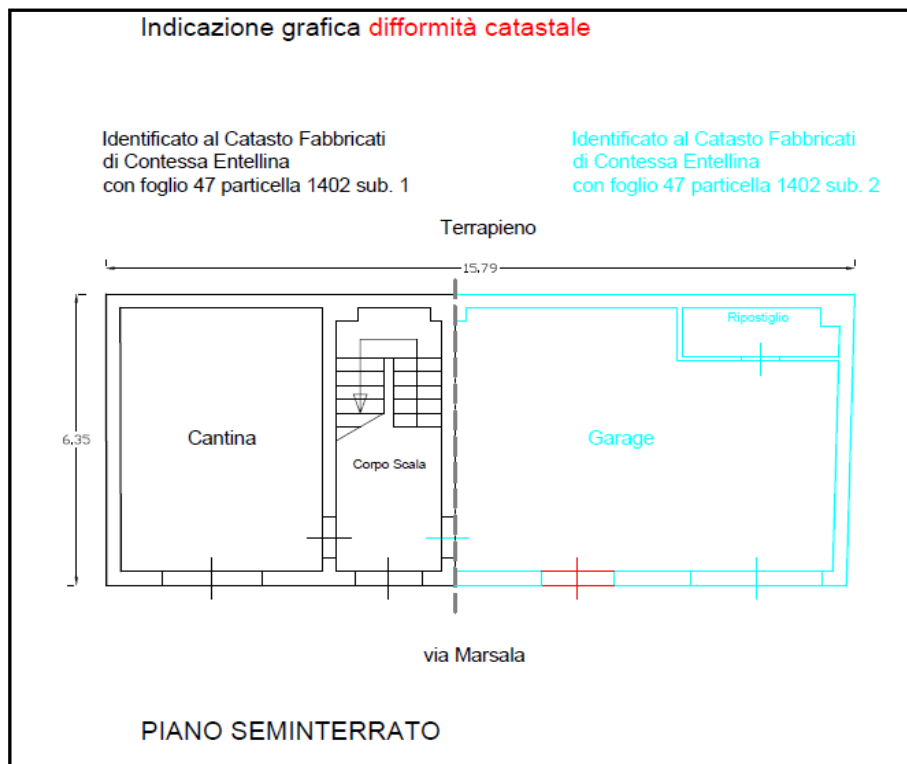 Indicazione grafica difformità catastale
Identificato al Catasto Fabbricati
di Contessa Entellina
con foglio 47 particella 1402 sub. 1
Identificato al Catasto Fabbricati
di Contessa Entellina
con foglio 47 particella 1402 sub. 2
Terrapieno
15.79
Ripostiglio
6.35
Cantina
Garage
Corpo Scala
via Marsala
PIANO SEMINTERRATO